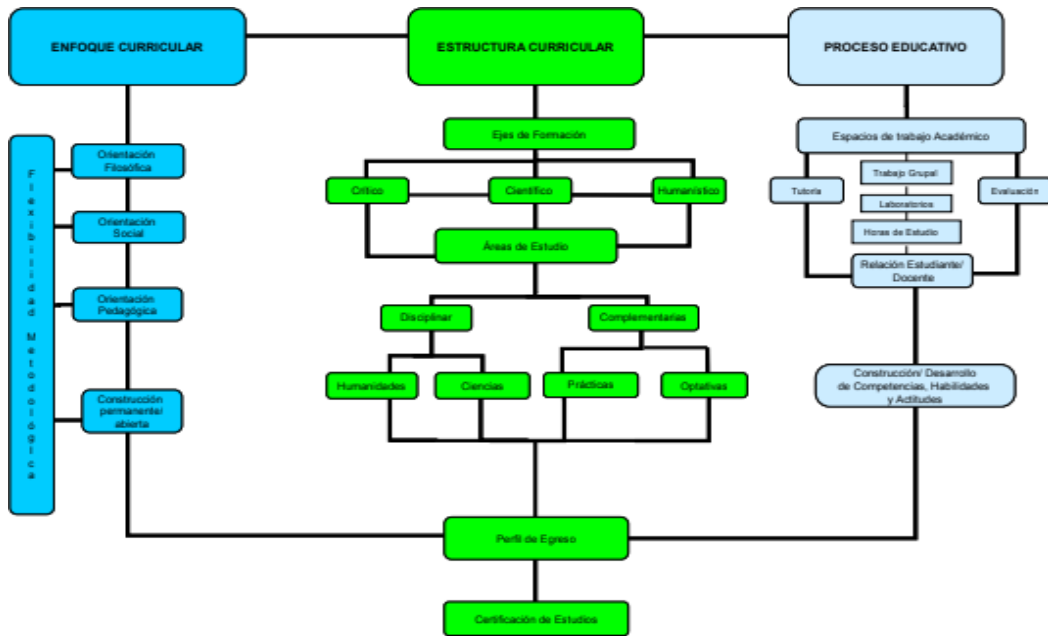 ENFOQUE CURRICULAR
ESTRUCTURA CURRICULAR
PROCESO EDUCATIVO
Flexibilidad Metodológica
Orientación
Filosófica
Orientación
Social
Orientación
Pedagógica
Construcción
permanente/
abierta
Ejes de Formación
Crítico
Científico
Humanístico
Áreas de Estudio
Disciplinar
Complementarias
Humanidades
Ciencias
Prácticas
Optativas
Espacios de trabajo Académico
Tutoría
Trabajo Grupal
Laboratorios
Horas de Estudio
Evaluación
Relación Estudiante/
Docente
Construcción/ Desarrollo
de Competencias, Habilidades
y Actitudes
Perfil de Egreso
Certificación de Estudios